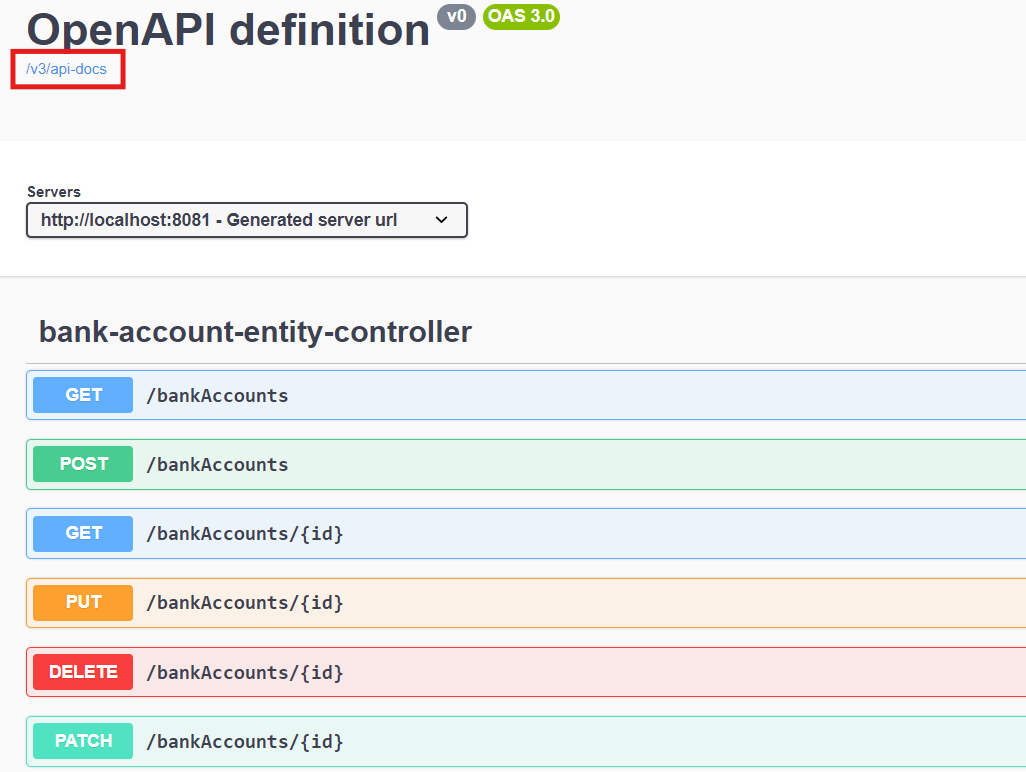 OpenAPI definition v0 OAS 3.0
/v3/api-docs
Servers
http://localhost:8081 - Generated server url
bank-account-entity-controller
GET /bankAccounts
POST /bankAccounts
GET /bankAccounts/{id}
PUT /bankAccounts/{id}
DELETE /bankAccounts/{id}
PATCH /bankAccounts/{id}